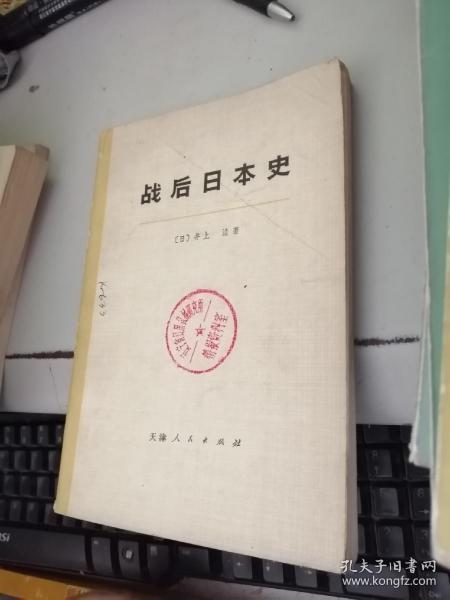 战后日本史
〔日〕井上 清著
天津人民出版社
孔夫子旧书网
www.kongfz.com